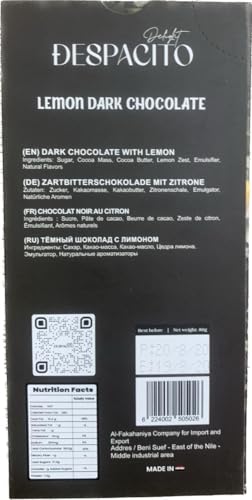 Delight
DESPACITO
LEMON DARK CHOCOLATE
(EN) DARK CHOCOLATE WITH LEMON
Ingredients: Sugar, Cocoa Mass, Cocoa Butter, Lemon Zest, Emulsifier,
Natural Flavors
(DE) ZARTBITTERSCHOKOLADE MIT ZITRONE
Zutaten: Zucker, Kakaomasse, Kakaobutter, Zitronenschale, Emulgator,
Natürliche Aromen
(FR) CHOCOLAT NOIR AU CITRON
Ingrédients : Sucre, Pâte de cacao, Beurre de cacao, Zeste de citron,
Émulsifiant, Arômes naturels
(RU) ТЁМНЫЙ ШОКОЛАД С ЛИМОНОМ
Ингредиенты: Сахар, Какао-масса, Какао-масло, Цедра лимона,
Эмульгатор, Натуральные ароматизаторы
Best before Net weight: 80g
6 224002 505026
Nutrition Facts
Al-Fakahaniya Company for Import and
Export
Addres / Beni Suef - East of the Nile -
Middle industrial area
MADE IN